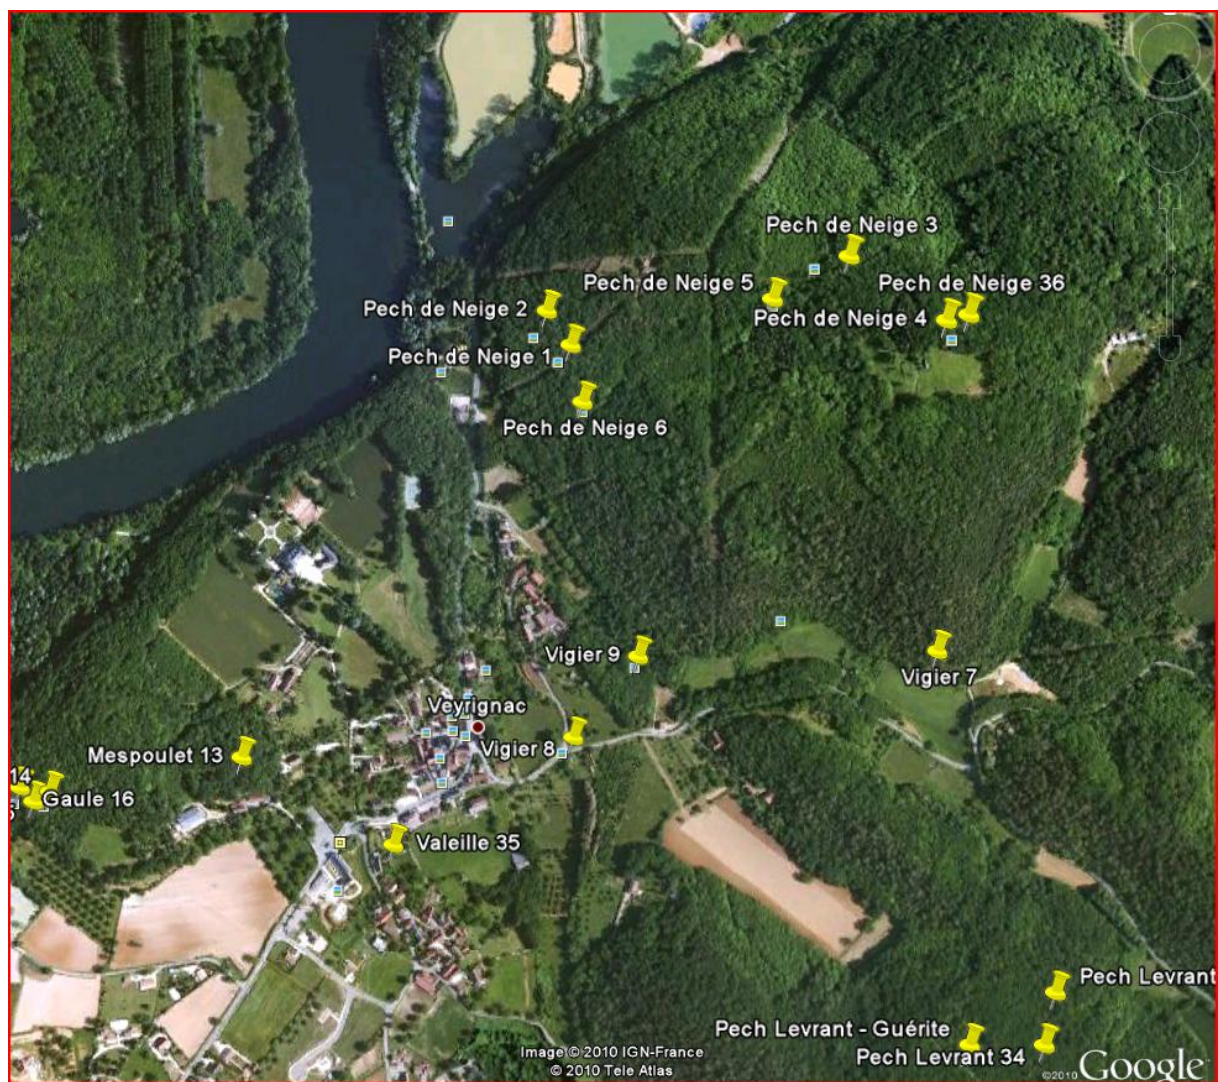 Pech de Neige 3
Pech de Neige 5
Pech de Neige 36
Pech de Neige 2
Pech de Neige 4
Pech de Neige 1
Pech de Neige 6
Vigier 9
Vigier 7
Veyrignac
Vigier 8
Mespoulet 13
14
Gaule 16
Valeille 35
Pech Levrant
Pech Levrant - Guérite
Pech Levrant 34
Image © 2010 IGN-France
© 2010 Tele Atlas
©2010 Google